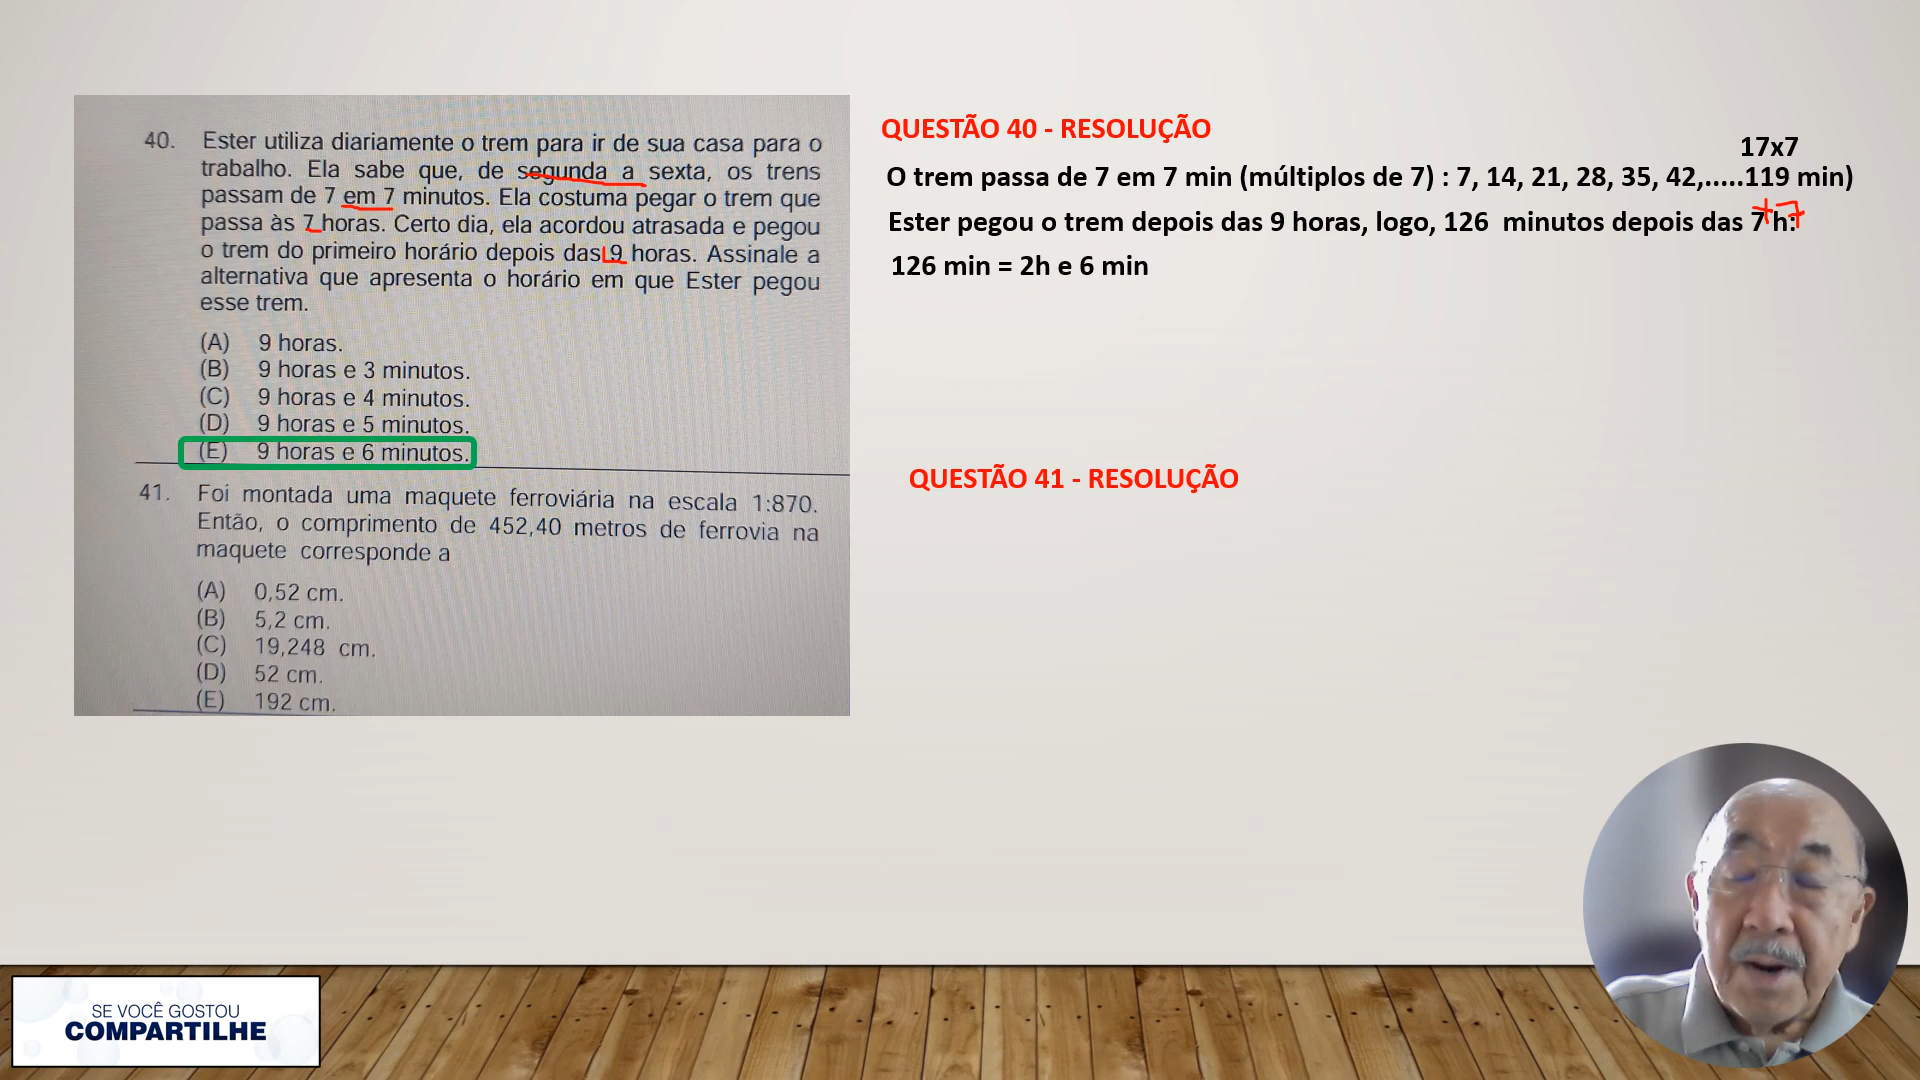 40. Ester utiliza diariamente o trem para ir de sua casa para o
trabalho. Ela sabe que, de segunda a sexta, os trens
passam de 7 em 7 minutos. Ela costuma pegar o trem que
passa às 7 horas. Certo dia, ela acordou atrasada e pegou
o trem do primeiro horário depois das 9 horas. Assinale a
alternativa que apresenta o horário em que Ester pegou
esse trem.
(A) 9 horas.
(B) 9 horas e 3 minutos.
(C) 9 horas e 4 minutos.
(D) 9 horas e 5 minutos.
(E) 9 horas e 6 minutos.
41. Foi montada uma maquete ferroviária na escala 1:870.
Então, o comprimento de 452,40 metros de ferrovia na
maquete corresponde a
(A) 0,52 cm.
(B) 5,2 cm.
(C) 19,248 cm.
(D) 52 cm.
(E) 192 cm.
QUESTÃO 40 - RESOLUÇÃO
17x7
O trem passa de 7 em 7 min (múltiplos de 7) : 7, 14, 21, 28, 35, 42,.....119 min)
+7
Ester pegou o trem depois das 9 horas, logo, 126 minutos depois das 7 h:
126 min = 2h e 6 min
QUESTÃO 41 - RESOLUÇÃO
SE VOCÊ GOSTOU
COMPARTILHE